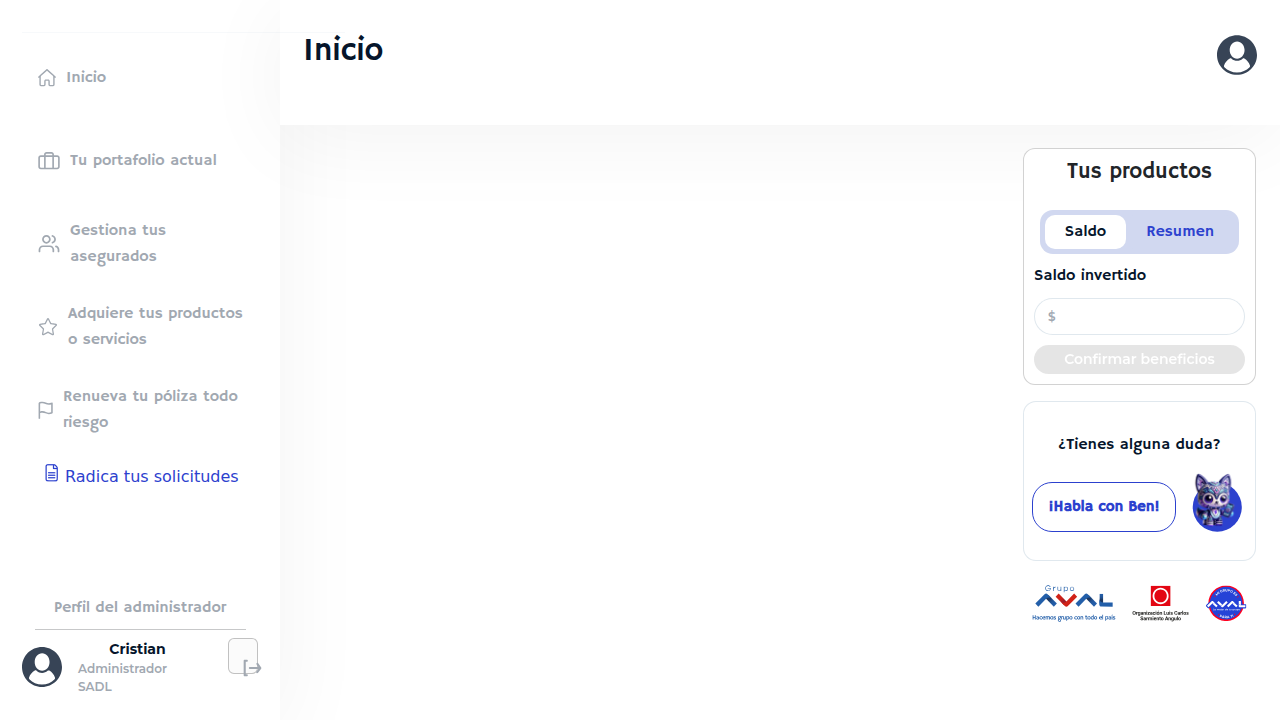 Inicio
Inicio
Tu portafolio actual
Gestiona tus
asegurados
Adquiere tus productos
o servicios
Renueva tu póliza todo
riesgo
Radica tus solicitudes
Perfil del administrador
Cristian
Administrador
SADL
Tus productos
Saldo
Resumen
Saldo invertido
$
Confirmar beneficios
¿Tienes alguna duda?
¡Habla con Ben!
Grupo
AVAL
Hacemos grupo con todo el país
Organización Luis Carlos
Sarmiento Angulo
AVAL